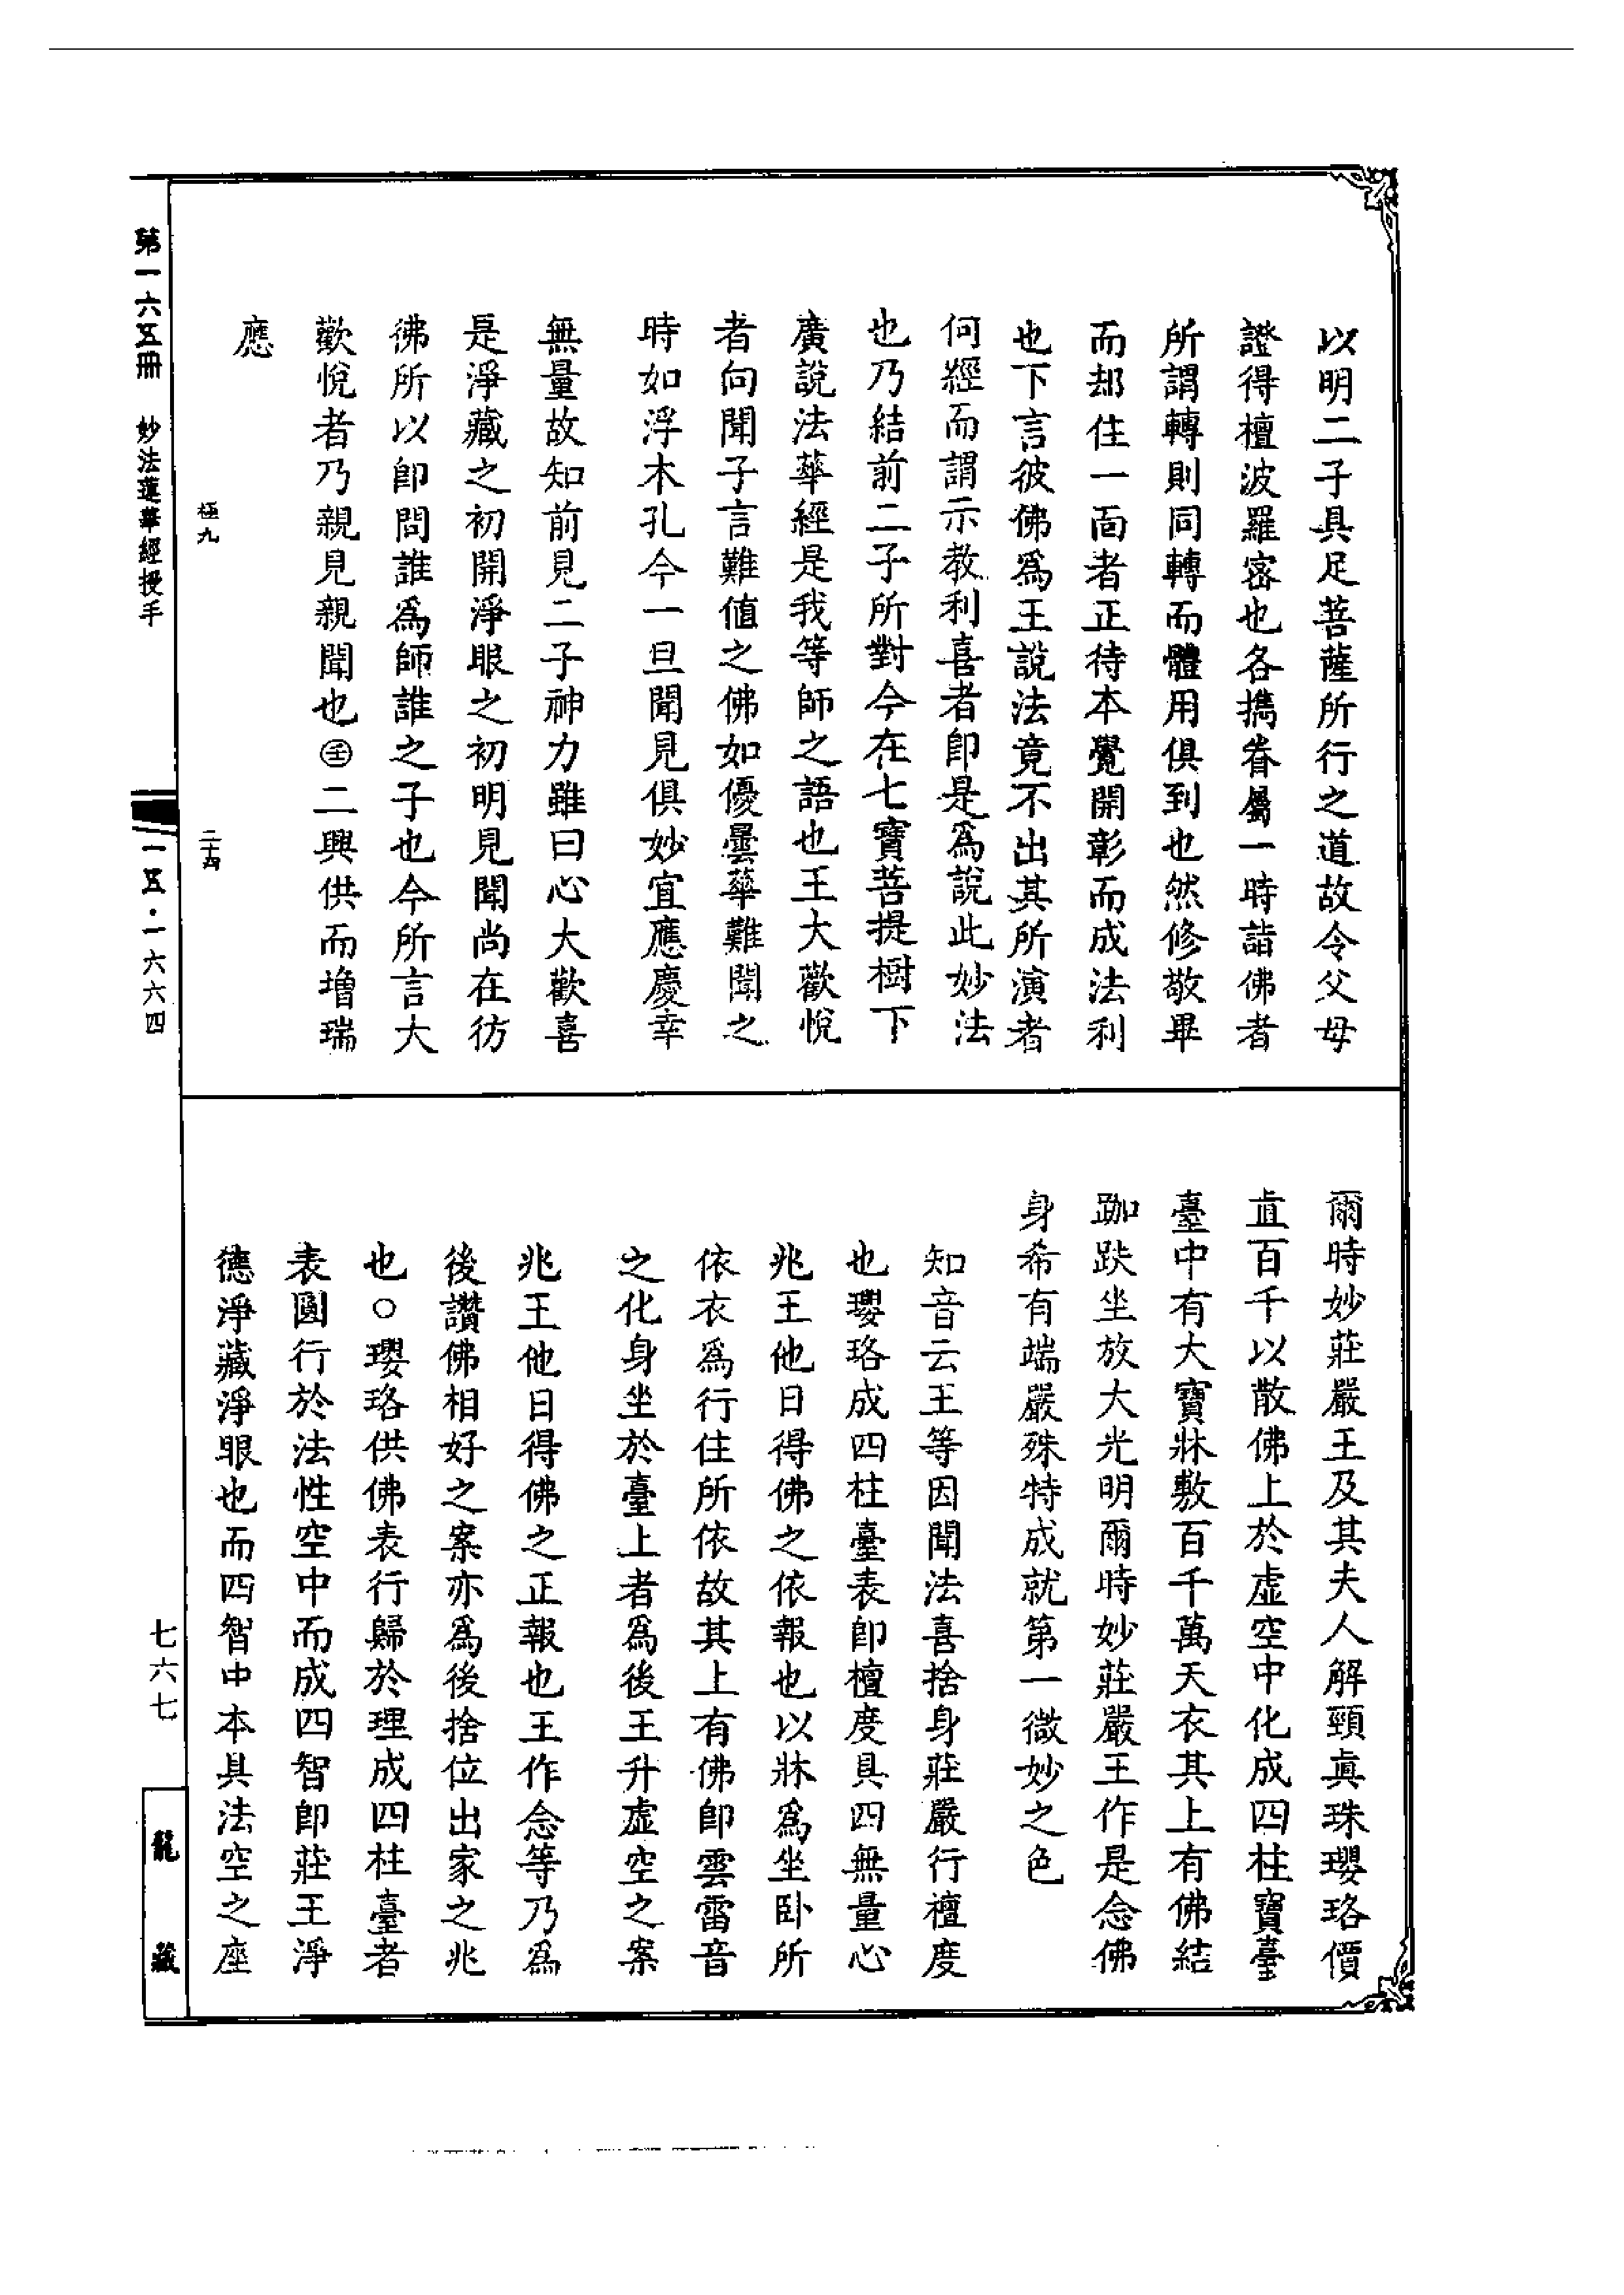 以明二子具足菩薩所行之道故令父母
證得檀波羅密也各攜眷屬一時詣佛者
所謂轉則同轉而體用俱到也然修敬畢
而却住一面者正待本覺開彰而成法利
也下言彼佛爲王說法竟不出其所演者
何經而謂示教利喜者即是爲說此妙法
也乃結前二子所對今在七寶菩提樹下
廣說法華經是我等師之語也王大歡悅
者向聞子言難值之佛如優曇華難聞之
時如浮木孔今一旦聞見俱妙宜應慶幸
無量故知前見二子神力雖曰心大歡喜
是淨藏之初開淨眼之初明見聞尚在彷
彿所以即問誰爲師誰之子也今所言大
歡悅者乃親見親聞也㊛二興供而增瑞
應
極九
二十四
爾時妙莊嚴王及其夫人解頸眞珠瓔珞價
直百千以散佛上於虛空中化成四柱寶臺
臺中有大寶牀敷百千萬天衣其上有佛結
跏趺坐放大光明爾時妙莊嚴王作是念佛
身希有端嚴殊特成就第一微妙之色
知音云王等因聞法喜捨身莊嚴行檀度
也瓔珞成四柱臺表即檀度具四無量心
兆王他日得佛之依報也以牀爲坐卧所
依衣爲行住所依故其上有佛即雲雷音
之化身坐於臺上者爲後王升虛空之案
兆王他日得佛之正報也王作念等乃爲
後讚佛相好之案亦爲後捨位出家之兆
也○瓔珞供佛表行歸於理成四柱臺者
表圓行於法性空中而成四智即莊王淨
德淨藏淨眼也而四智中本具法空之座
第一六五冊　妙法蓮華經授手
一五·一六六四
七六七
龍藏